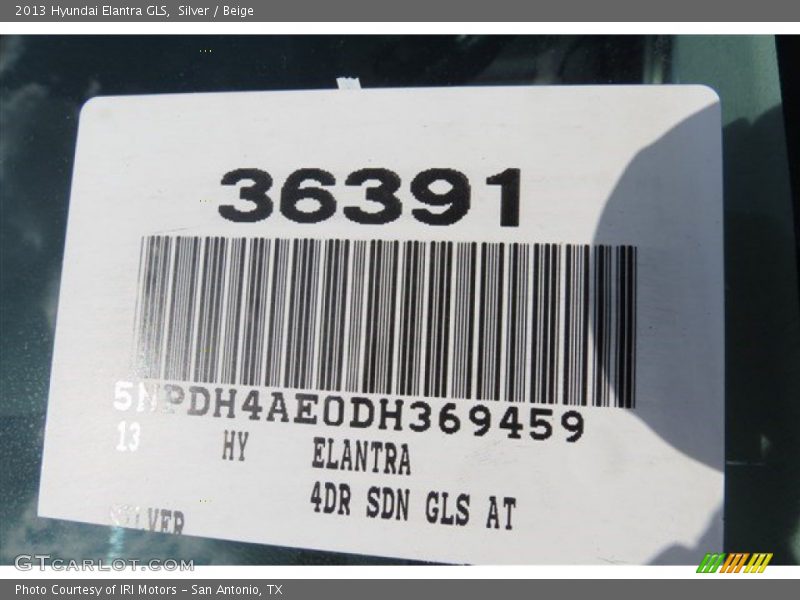 2013 Hyundai Elantra GLS,  Silver / Beige
36391
5NPDH4AE0DH369459
13 HY ELANTRA
4DR SDN GLS AT
SILVER
GTcarlot.com
Photo Courtesy of IRI Motors – San Antonio, TX